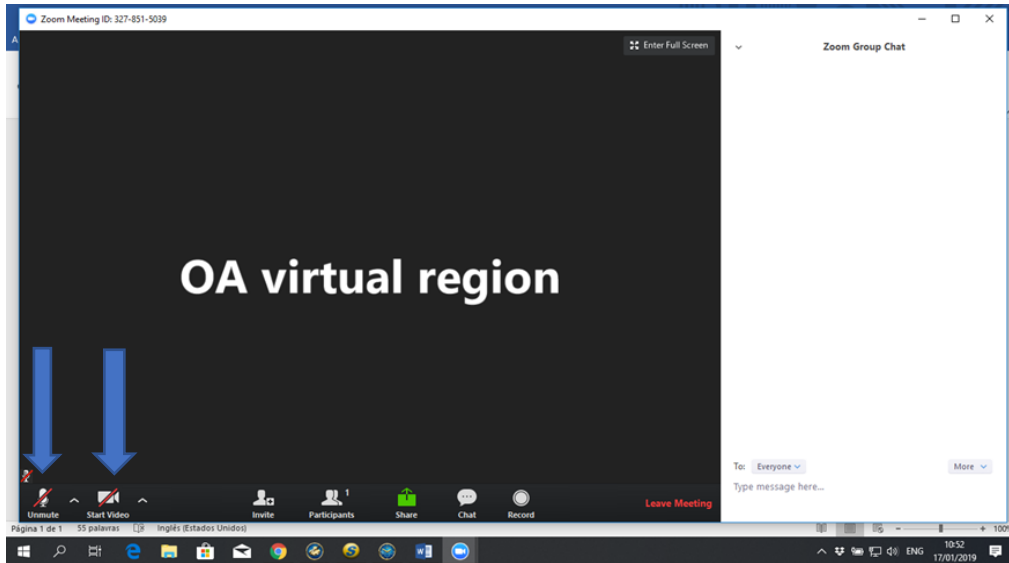 Zoom Meeting ID: 327-851-5039
Enter Full Screen
Zoom Group Chat
OA virtual region
To: Everyone
More
Type message here...
Unmute
Start Video
Invite
1
Participants
Share
Chat
Record
Leave Meeting
Página 1 de 1 55 palavras Inglês (Estados Unidos)
ENG
10:52
17/01/2019